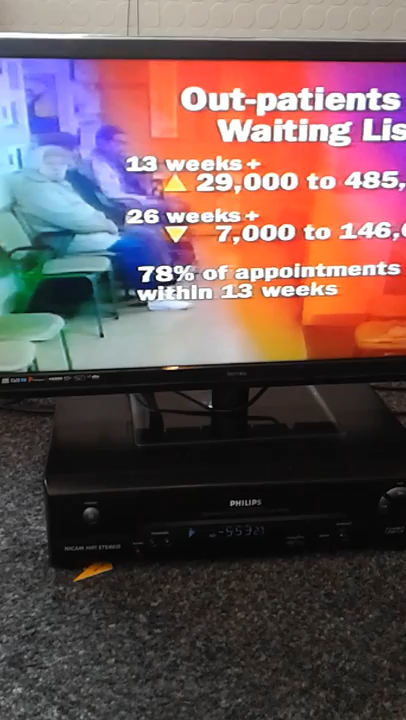 Out-patients
Waiting Lis
13 weeks+
29,000 to 485,
26 weeks+
7,000 to 146,
78% of appointments
within 13 weeks
PHILIPS
NICAM HIFI STEREO